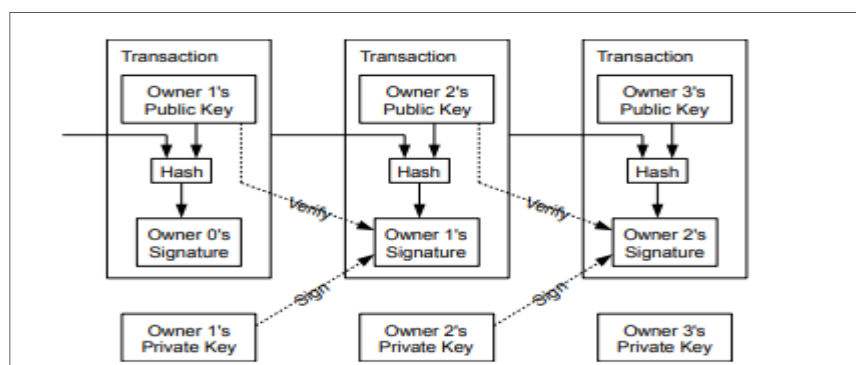 Transaction
Owner 1's
Public Key
Hash
Verify
Owner 0's
Signature
Transaction
Owner 2's
Public Key
Hash
Verify
Owner 1's
Signature
Transaction
Owner 3's
Public Key
Hash
Owner 2's
Signature
Sign
Sign
Owner 1's
Private Key
Owner 2's
Private Key
Owner 3's
Private Key